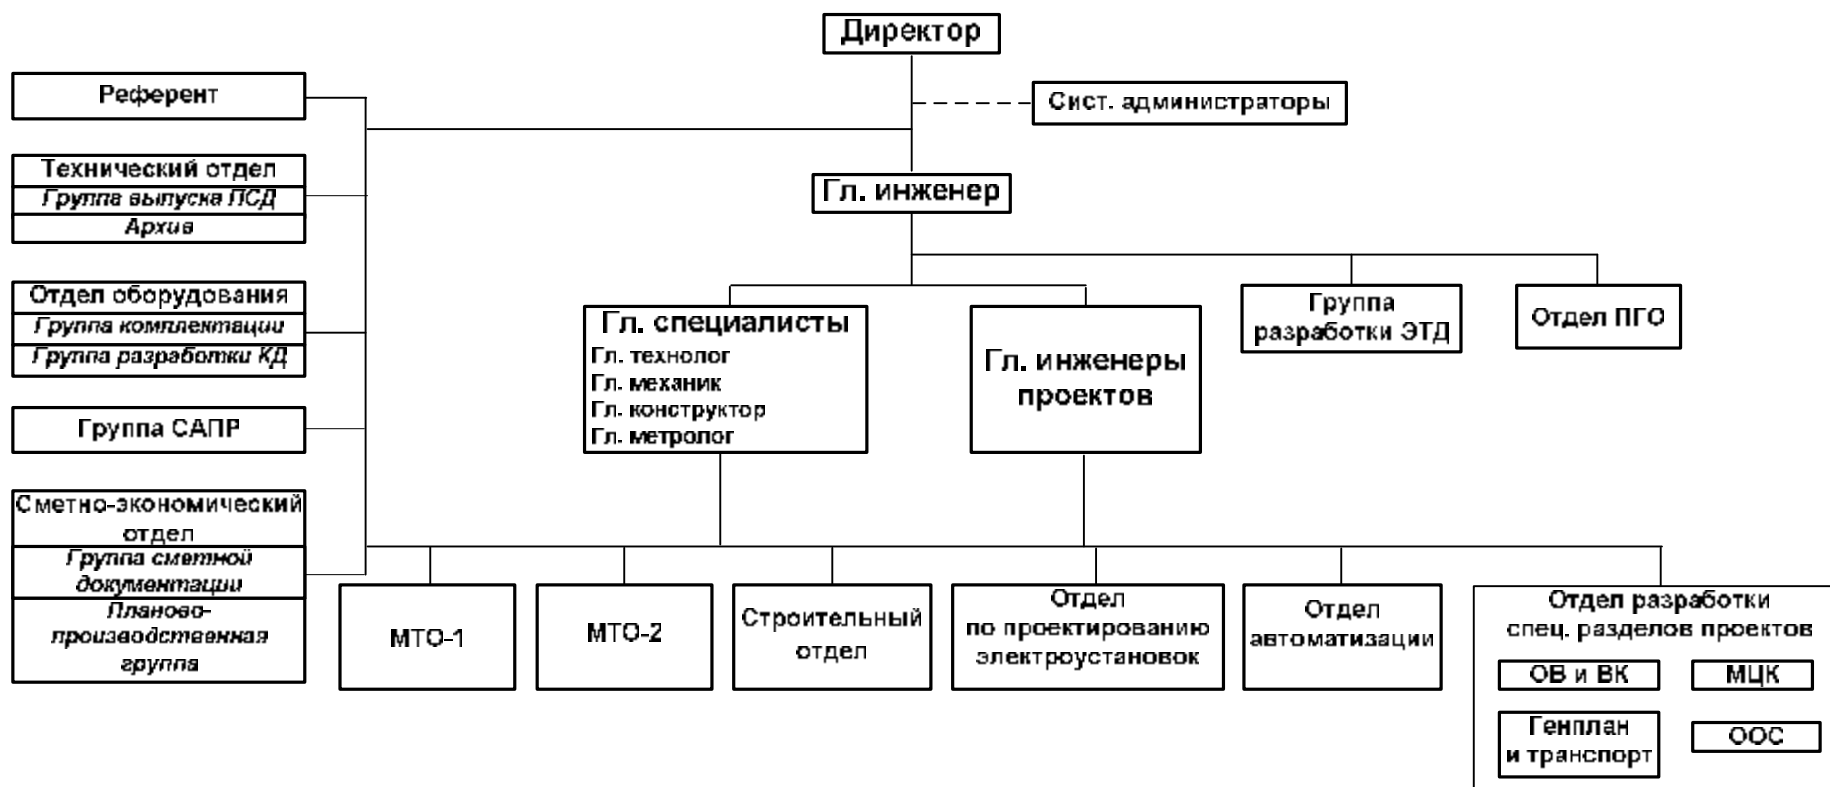 Директор
Сист. администраторы
Референт
Технический отдел
Группа выпуска ПСД
Архив
Гл. инженер
Отдел оборудования
Группа комплектации
Группа разработки КД
Гл. специалисты
Гл. технолог
Гл. механик
Гл. конструктор
Гл. метролог
Гл. инженеры
проектов
Группа
разработки ЭТД
Отдел ПГО
Группа САПР
Сметно-экономический
отдел
Группа сметной
документации
Планово-
производственная
группа
МТО-1
МТО-2
Строительный
отдел
Отдел
по проектированию
электроустановок
Отдел
автоматизации
Отдел разработки
спец. разделов проектов
ОВ и ВК
МЦК
Генплан
и транспорт
ООС